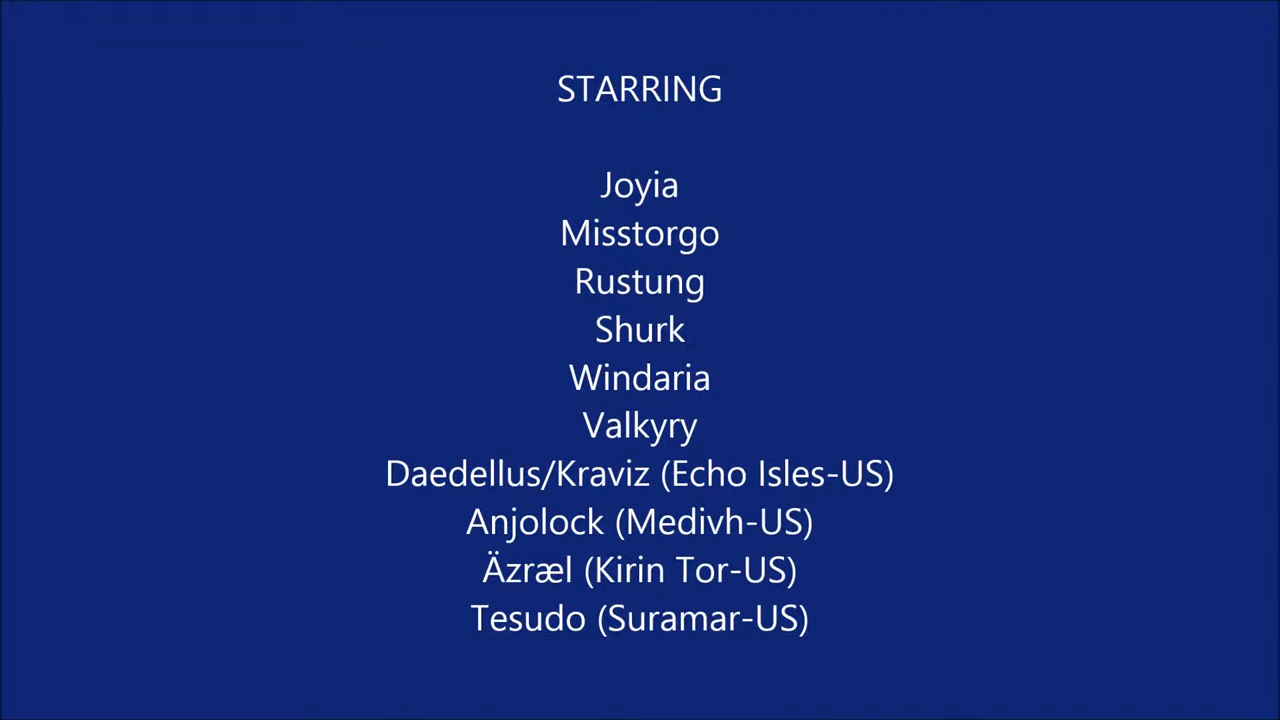 STARRING
Joyia
Misstorgo
Rustung
Shurk
Windaria
Valkyry
Daedellus/Kraviz (Echo Isles-US)
Anjolock (Medivh-US)
Äzræl (Kirin Tor-US)
Tesudo (Suramar-US)